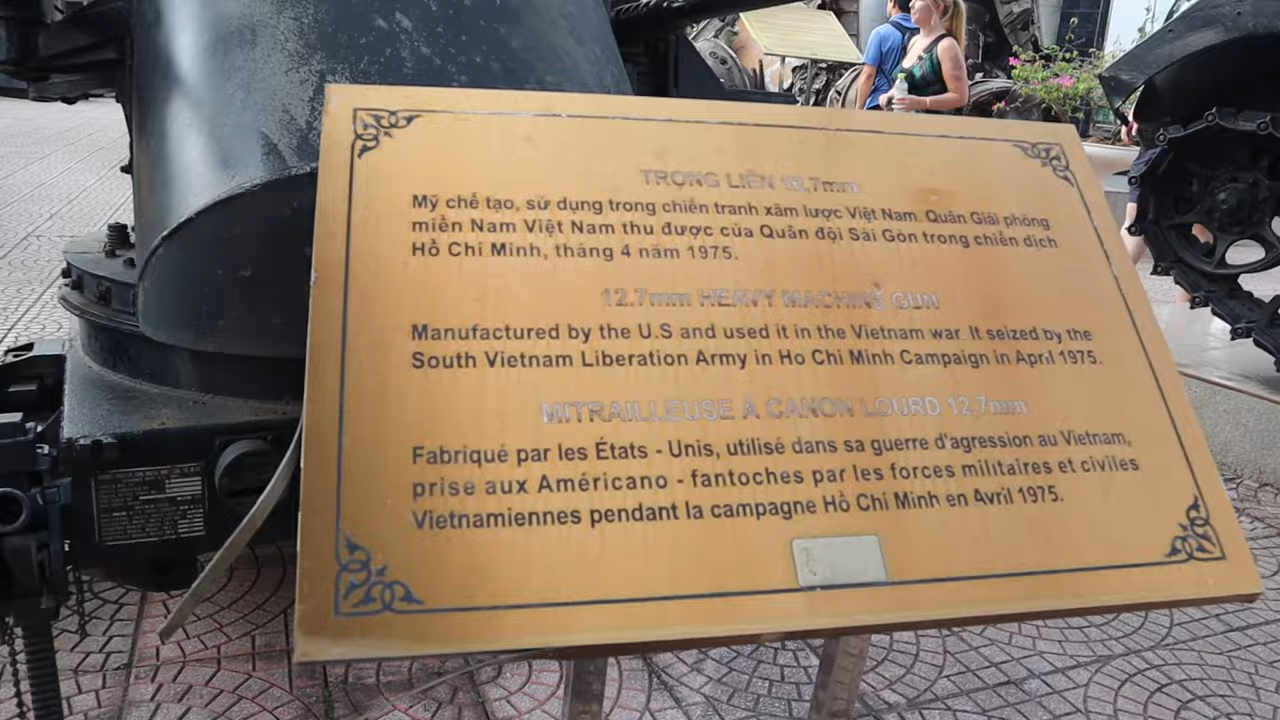 TRỌNG LIÊN 12,7mm
Mỹ chế tạo, sử dụng trong chiến tranh xâm lược Việt Nam. Quân Giải phóng
miền Nam Việt Nam thu được của Quân đội Sài Gòn trong chiến dịch
Hồ Chí Minh, tháng 4 năm 1975.
12.7mm HEAVY MACHINE GUN
Manufactured by the U.S and used it in the Vietnam war. It seized by the
South Vietnam Liberation Army in Ho Chi Minh Campaign in April 1975.
MITRAILLEUSE A CANON LOURD 12,7mm
Fabriqué par les États - Unis, utilisé dans sa guerre d'agression au Vietnam,
prise aux Américano - fantoches par les forces militaires et civiles
Vietnamiennes pendant la campagne Hồ Chi Minh en Avril 1975.